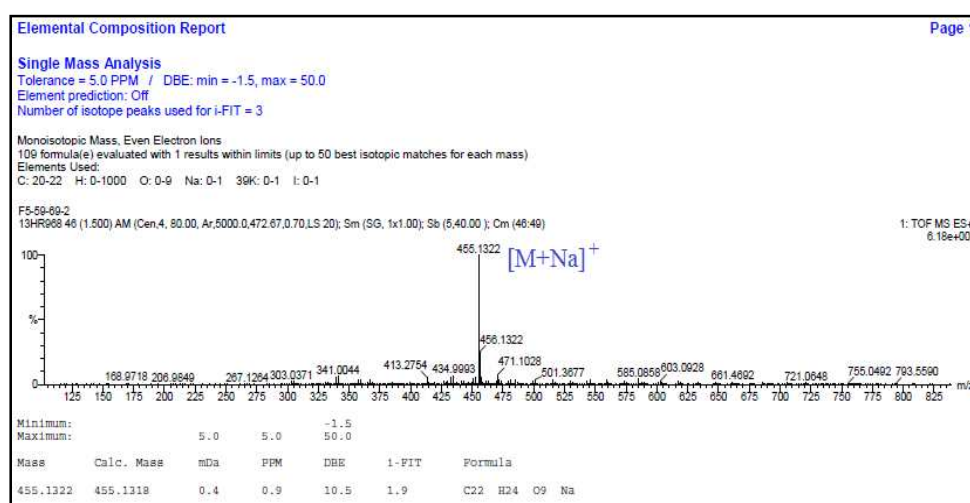 Elemental Composition Report Page
Single Mass Analysis
Tolerance = 5.0 PPM / DBE: min = -1.5, max = 50.0
Element prediction: Off
Number of isotope peaks used for i-FIT = 3
Monoisotopic Mass, Even Electron Ions
109 formula(e) evaluated with 1 results within limits (up to 50 best isotopic matches for each mass)
Elements Used:
C: 20-22 H: 0-1000 O: 0-9 Na: 0-1 39K: 0-1 I: 0-1
F5-59-69-2
13HR968 46 (1.500) AM (Cen,4, 80.00, Ar,5000.0,472.67,0.70,LS 20); Sm (SG, 1x1.00); Sb (5,40.00 ); Cm (46:49)
1: TOF MS ES+
6.18e+00
100
%
0
455.1322
[M+Na]+
456.1322
168.9718 206.9849 267.1264 303.0371 341.0044 413.2754 434.9993 471.1028 501.3677 585.0858 603.0928 661.4692 721.0648 755.0492 793.5590
125 150 175 200 225 250 275 300 325 350 375 400 425 450 475 500 525 550 575 600 625 650 675 700 725 750 775 800 825 m/z
Minimum: -1.5
Maximum: 5.0 5.0 50.0
Mass Calc. Mass mDa PPM DBE i-FIT Formula
455.1322 455.1318 0.4 0.9 10.5 1.9 C22 H24 O9 Na